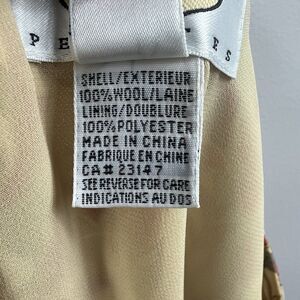 SHELL/EXTERIEUR
100%WOOL/LAINE
LINING/DOUBLURE
100%POLYESTER
MADE IN CHINA
FABRIQUE EN CHINE
CA# 23147
SEE REVERSE FOR CARE
INDICATIONS AU DOS